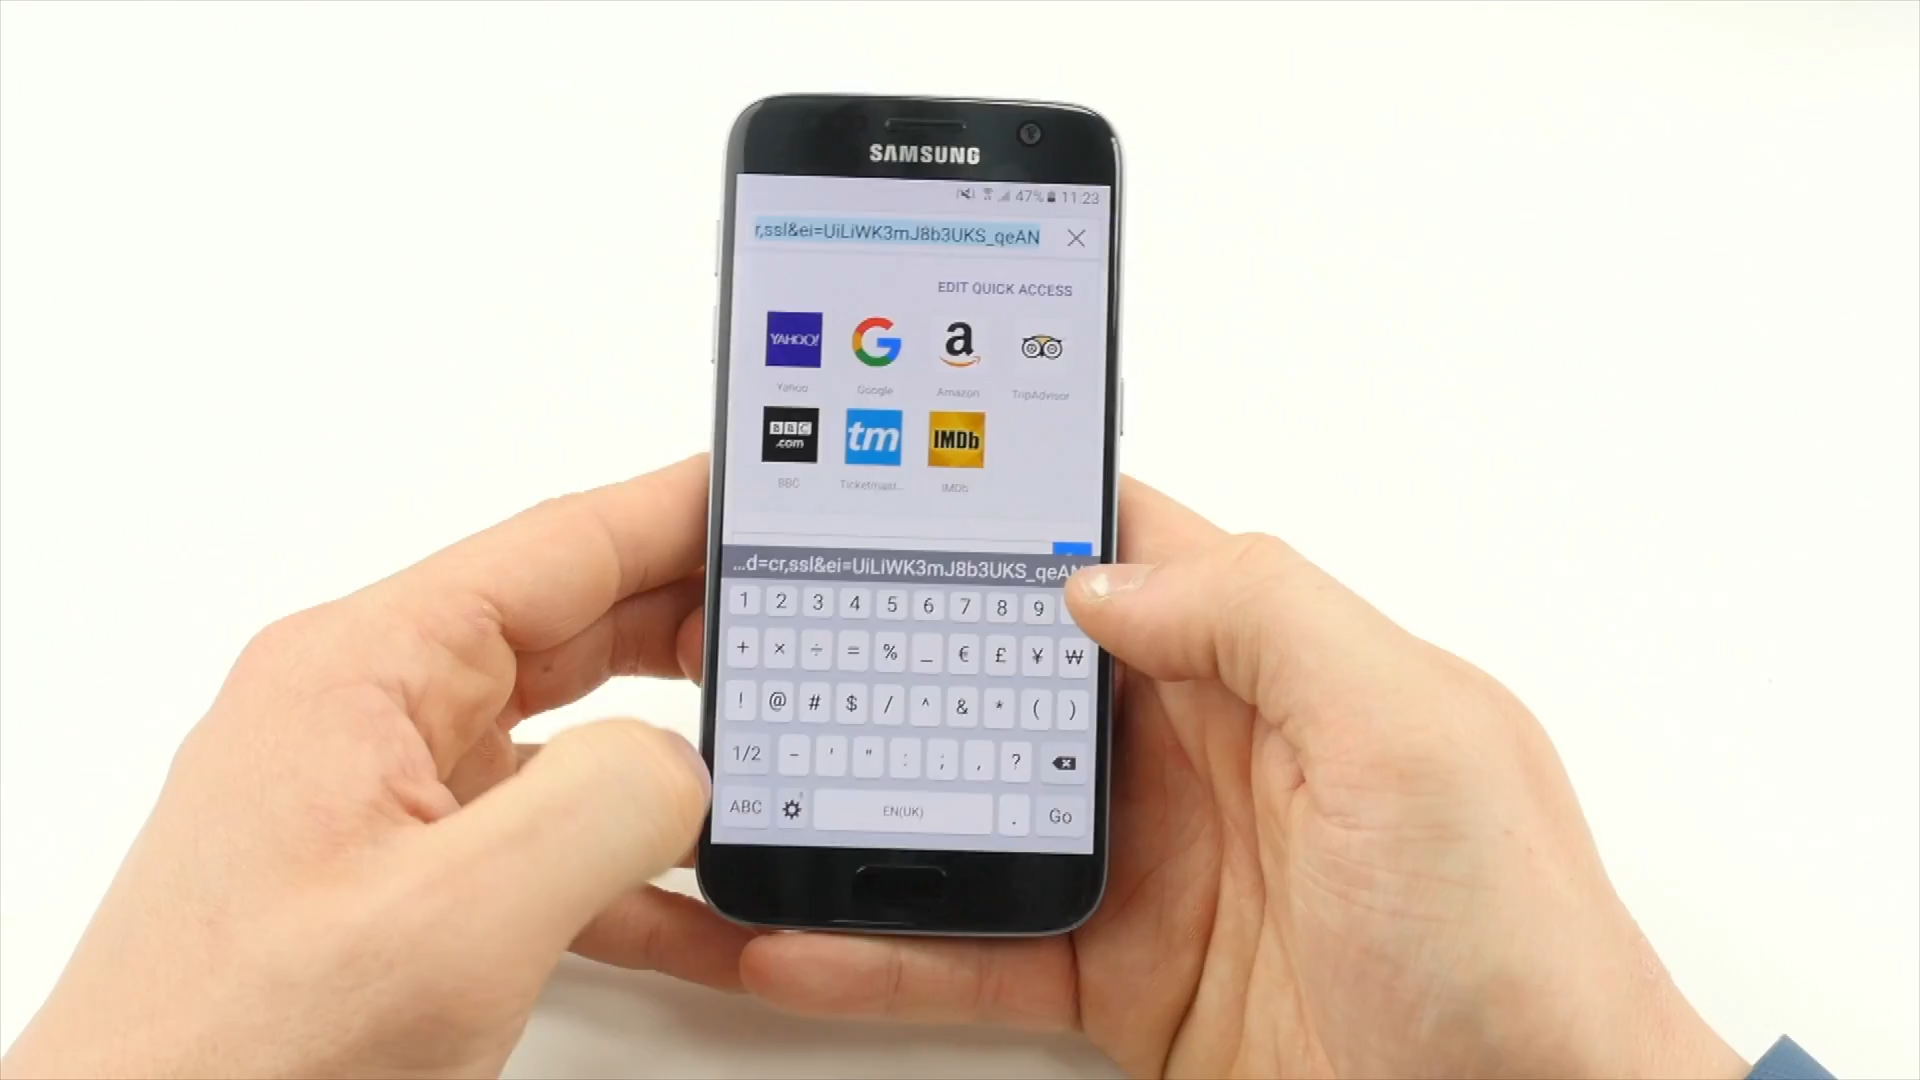 SAMSUNG
47% 11:23
r,ssl&ei=UiLiWK3mJ8b3UKS_qeAN
EDIT QUICK ACCESS
YAHOO! G a
Yahoo Google Amazon TripAdvisor
BBC .com tm IMDb
BBC Ticketmast... IMDb
...d=cr,ssl&ei=UiLiWK3mJ8b3UKS_qeAN
1 2 3 4 5 6 7 8 9
+ × ÷ = % _ € £ ¥ ₩
! @ # $ / ^ & * ( )
1/2 - ' " : ; , ?
ABC EN(UK) . Go